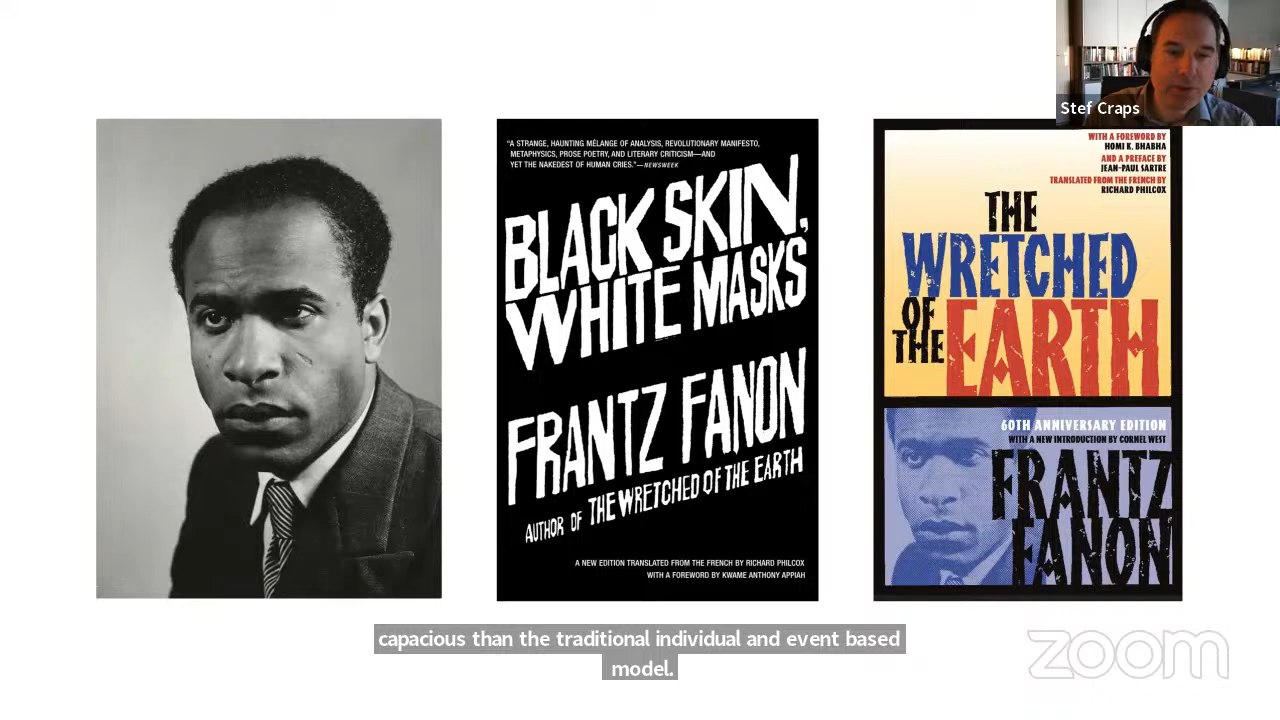 Stef Craps
"A STRANGE, HAUNTING MÉLANGE OF ANALYSIS, REVOLUTIONARY MANIFESTO,
METAPHYSICS, PROSE POETRY, AND LITERARY CRITICISM—AND
YET THE NAKEDEST OF HUMAN CRIES."—NEWSWEEK
BLACK SKIN,
WHITE MASKS
FRANTZ FANON
AUTHOR OF THE WRETCHED OF THE EARTH
A NEW EDITION TRANSLATED FROM THE FRENCH BY RICHARD PHILCOX
WITH A FOREWORD BY KWAME ANTHONY APPIAH
WITH A FOREWORD BY
HOMI K. BHABHA
AND A PREFACE BY
JEAN-PAUL SARTRE
TRANSLATED FROM THE FRENCH BY
RICHARD PHILCOX
THE
WRETCHED
OF
THE EARTH
60TH ANNIVERSARY EDITION
WITH A NEW INTRODUCTION BY CORNEL WEST
FRANTZ
FANON
capacious than the traditional individual and event based
model.
zoom